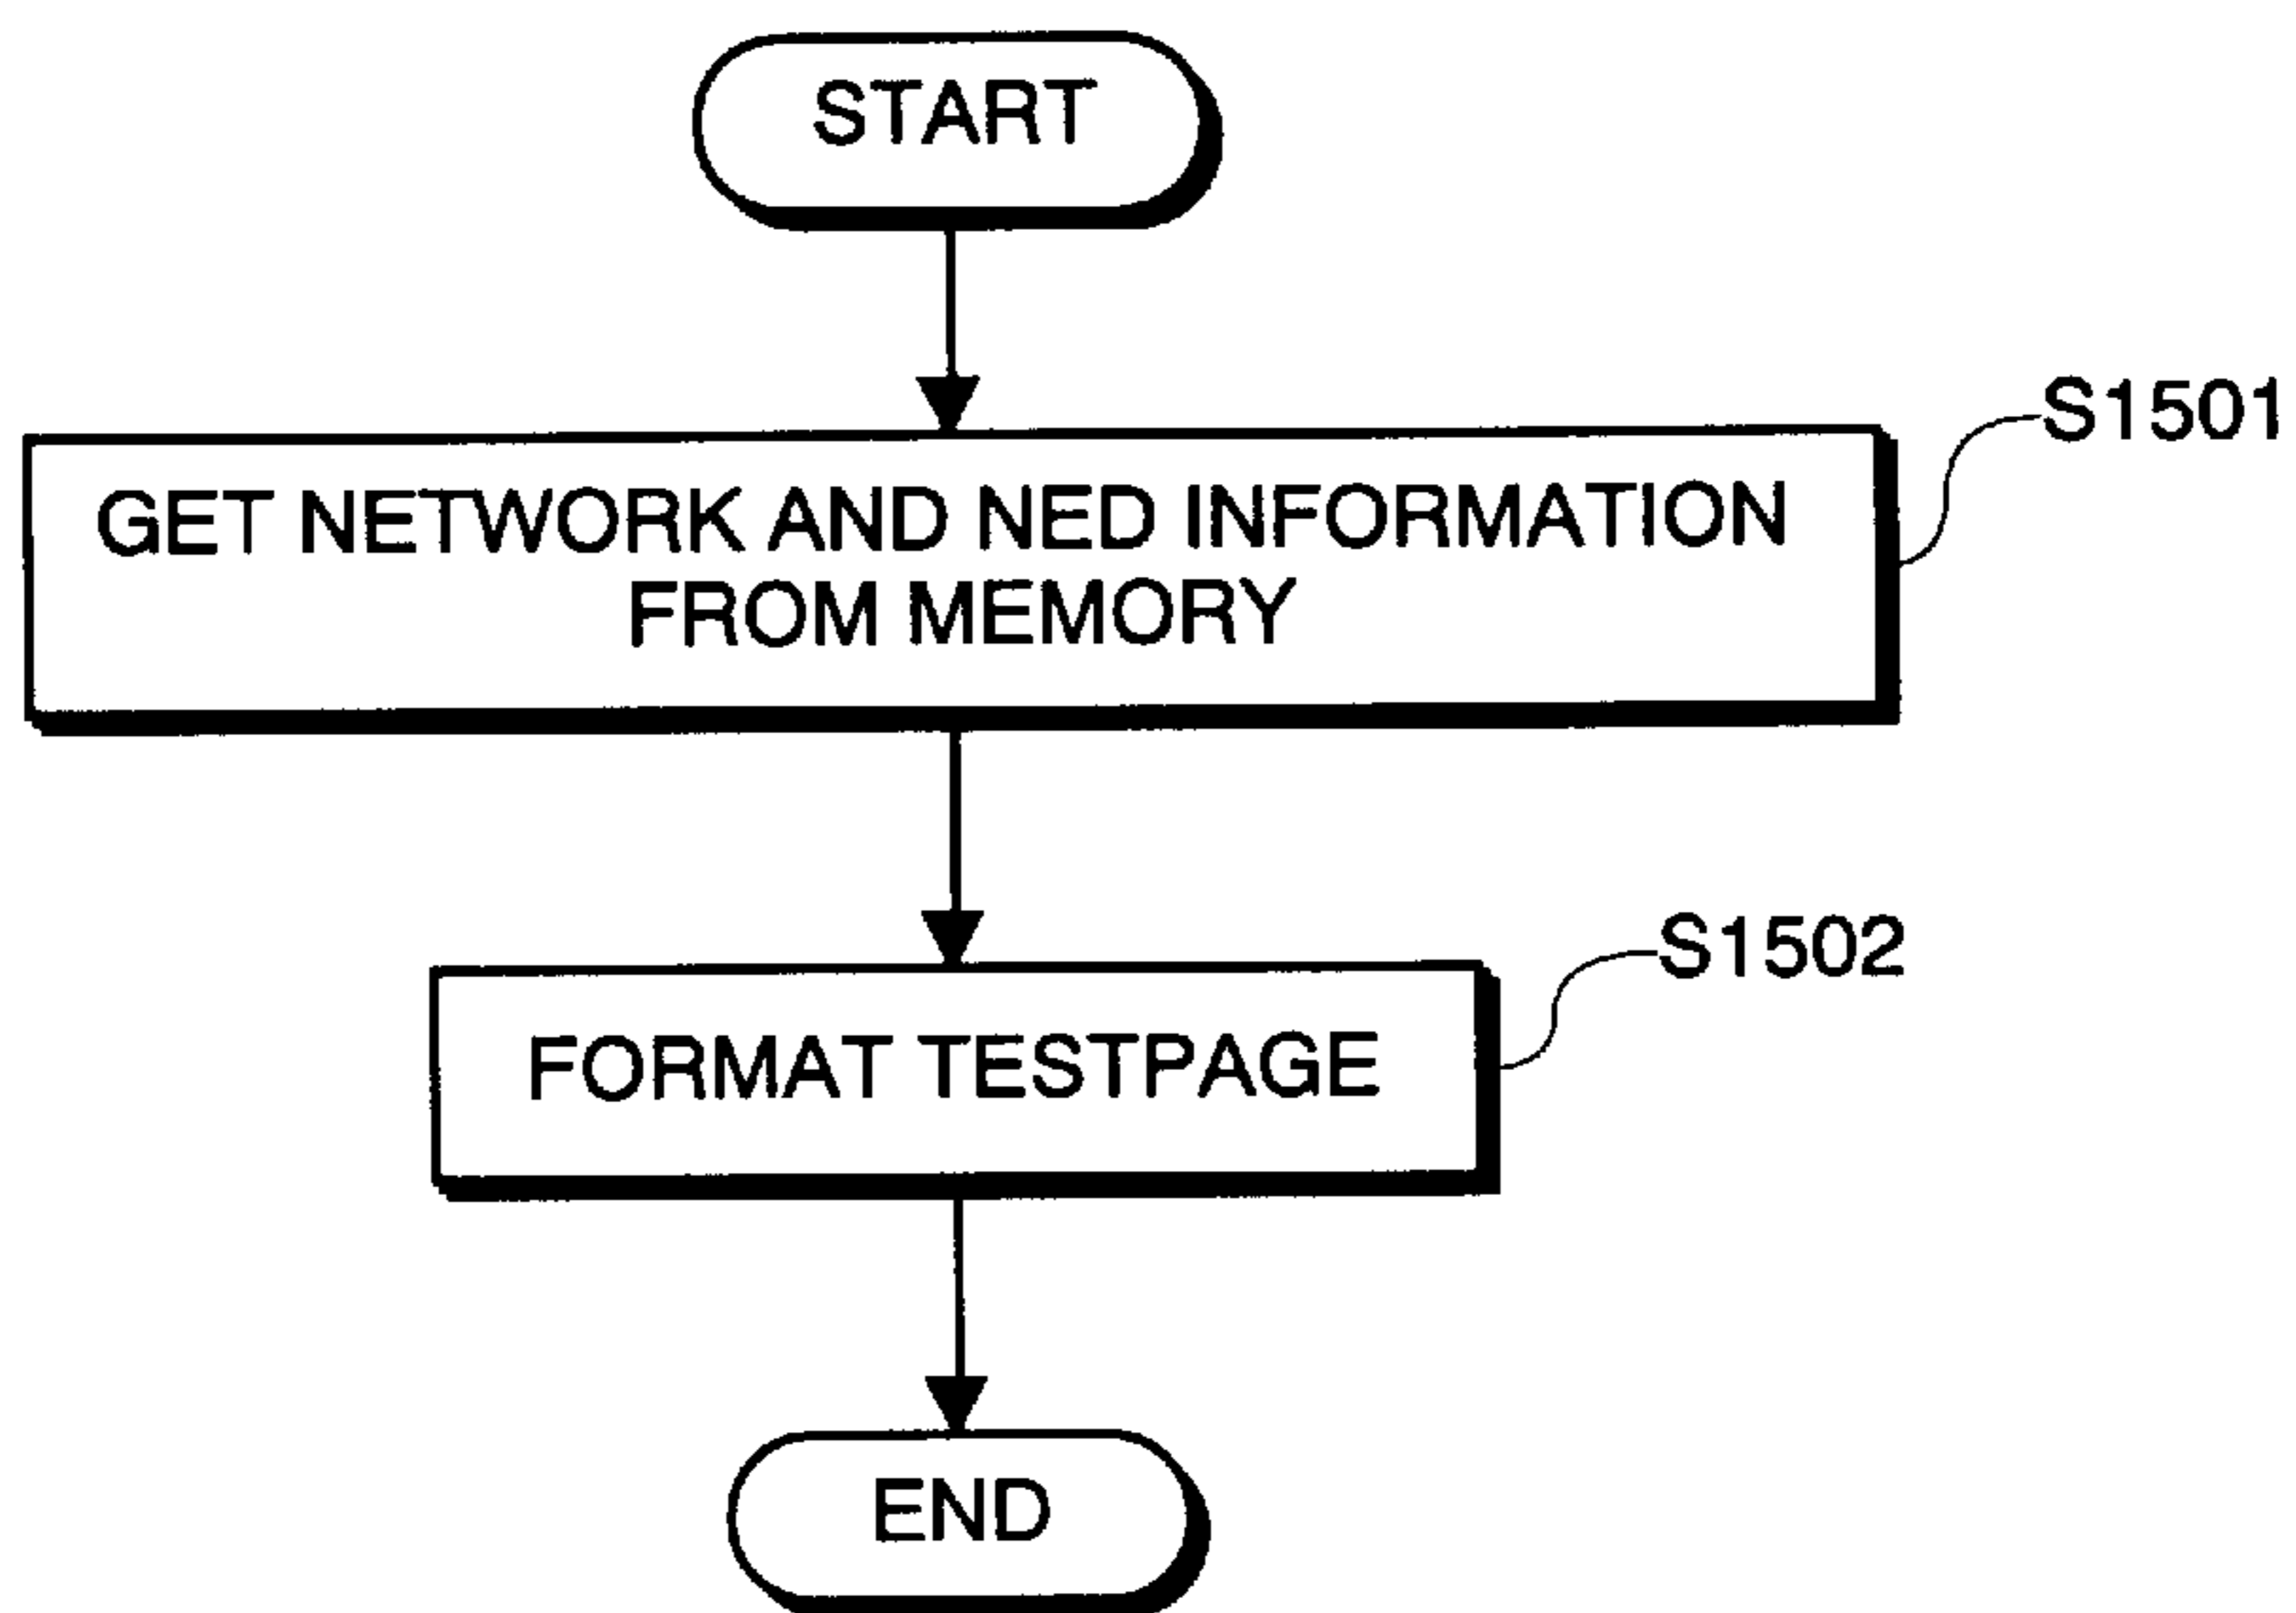 START
S1501
GET NETWORK AND NED INFORMATION
FROM MEMORY
S1502
FORMAT TESTPAGE
END